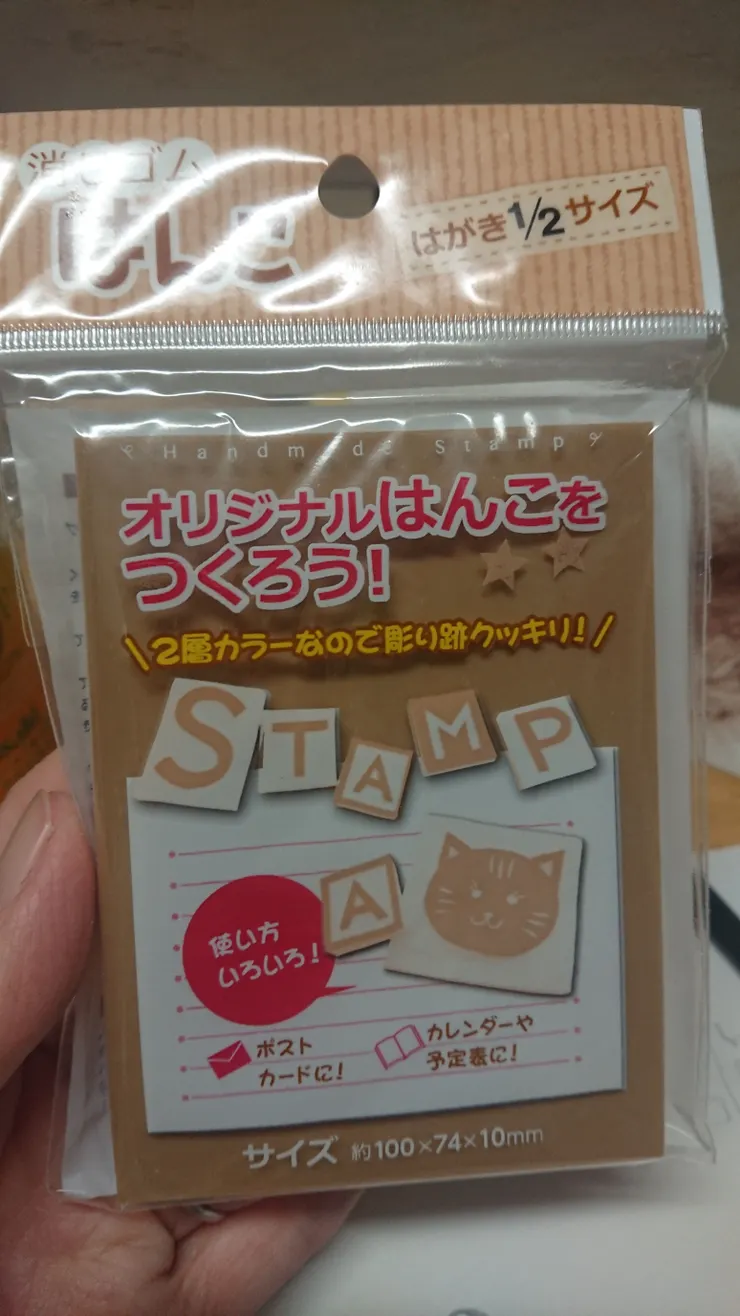 消しゴム
はんこ
はがき1/2サイズ
Handmade Stamp
オリジナルはんこを
つくろう!
\2層カラーなので彫り跡クッキリ!/
STAMP
A
使い方
いろいろ!
ポスト
カードに!
カレンダーや
予定表に!
サイズ 約100×74×10mm